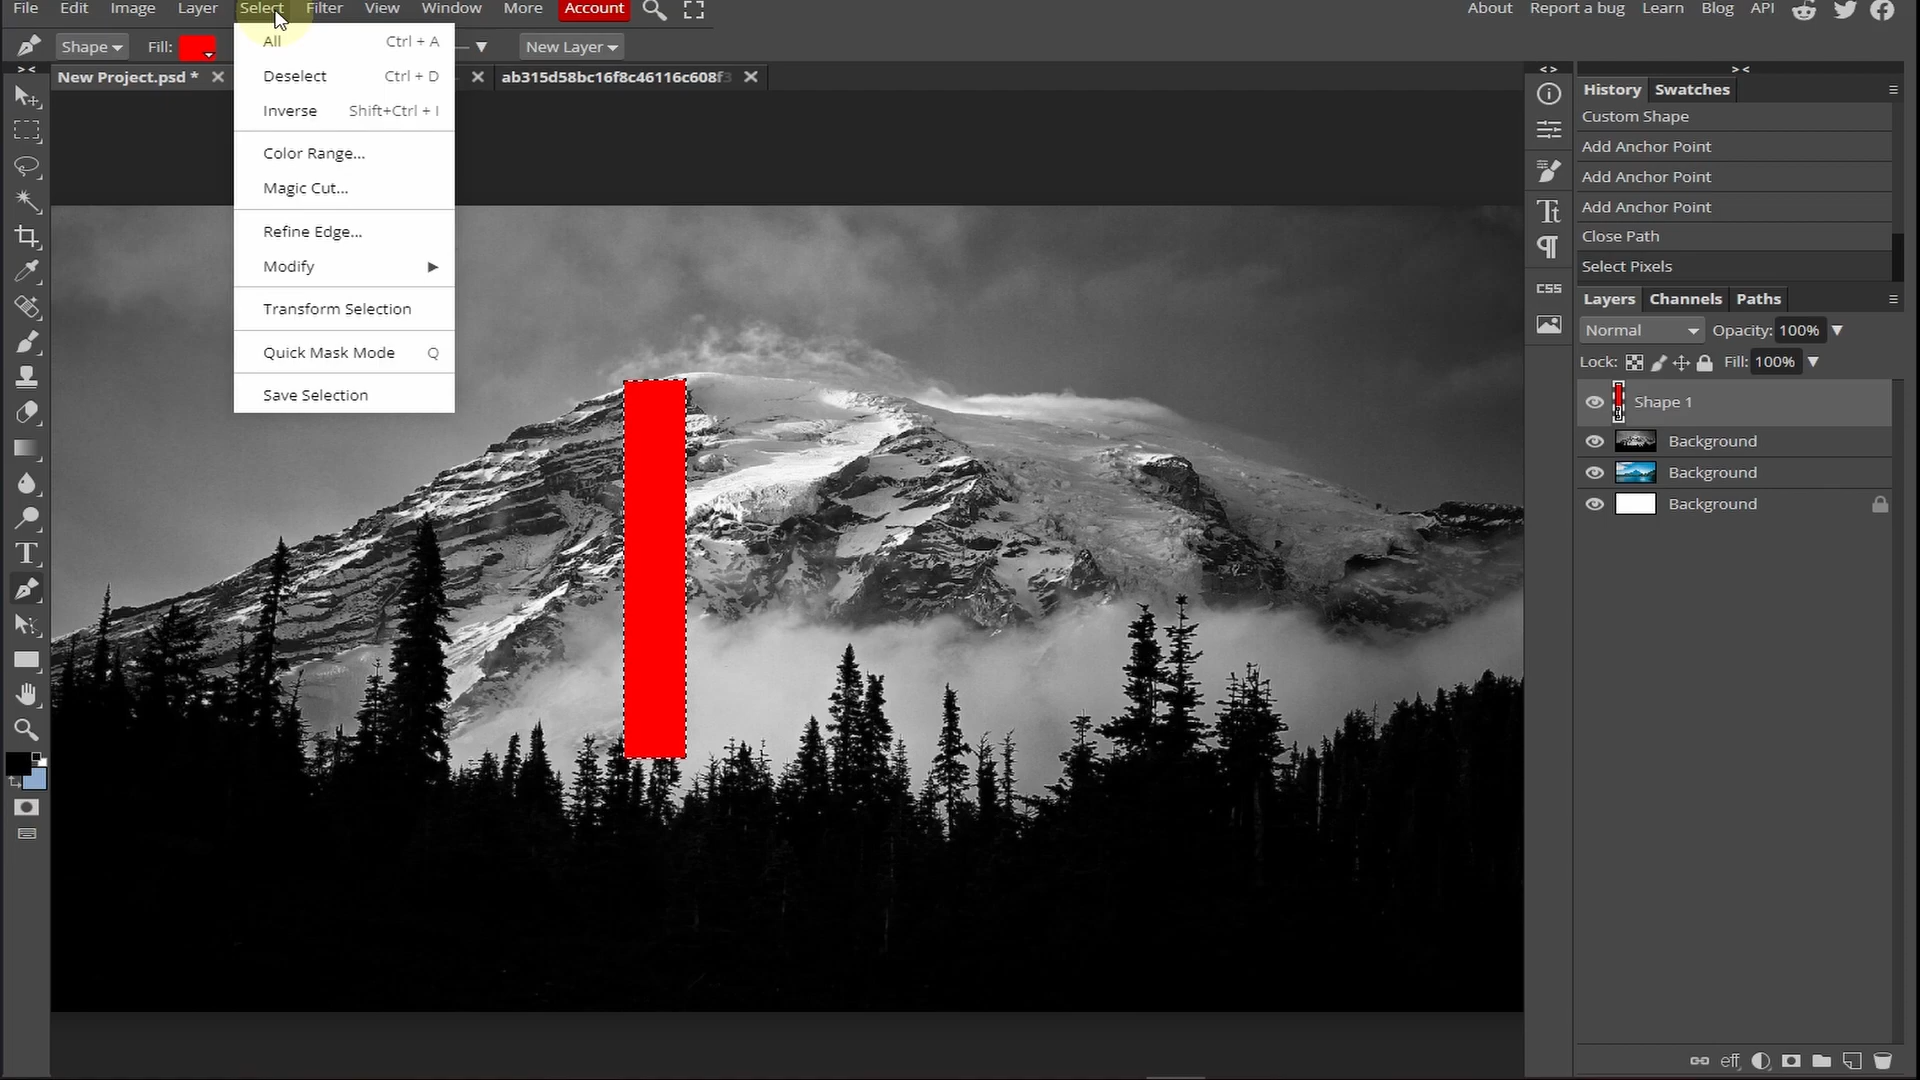 File Edit Image Layer Select Filter View Window More Account About Report a bug Learn Blog API
Shape Fill: New Layer
New Project.psd * ab315d58bc16f8c46116c608f3
All Ctrl + A
Deselect Ctrl + D
Inverse Shift+Ctrl + I
Color Range...
Magic Cut...
Refine Edge...
Modify
Transform Selection
Quick Mask Mode Q
Save Selection
T
Tt
¶
CSS
History Swatches
Custom Shape
Add Anchor Point
Add Anchor Point
Add Anchor Point
Close Path
Select Pixels
Layers Channels Paths
Normal Opacity: 100%
Lock: Fill: 100%
Shape 1
Background
Background
Background
eff